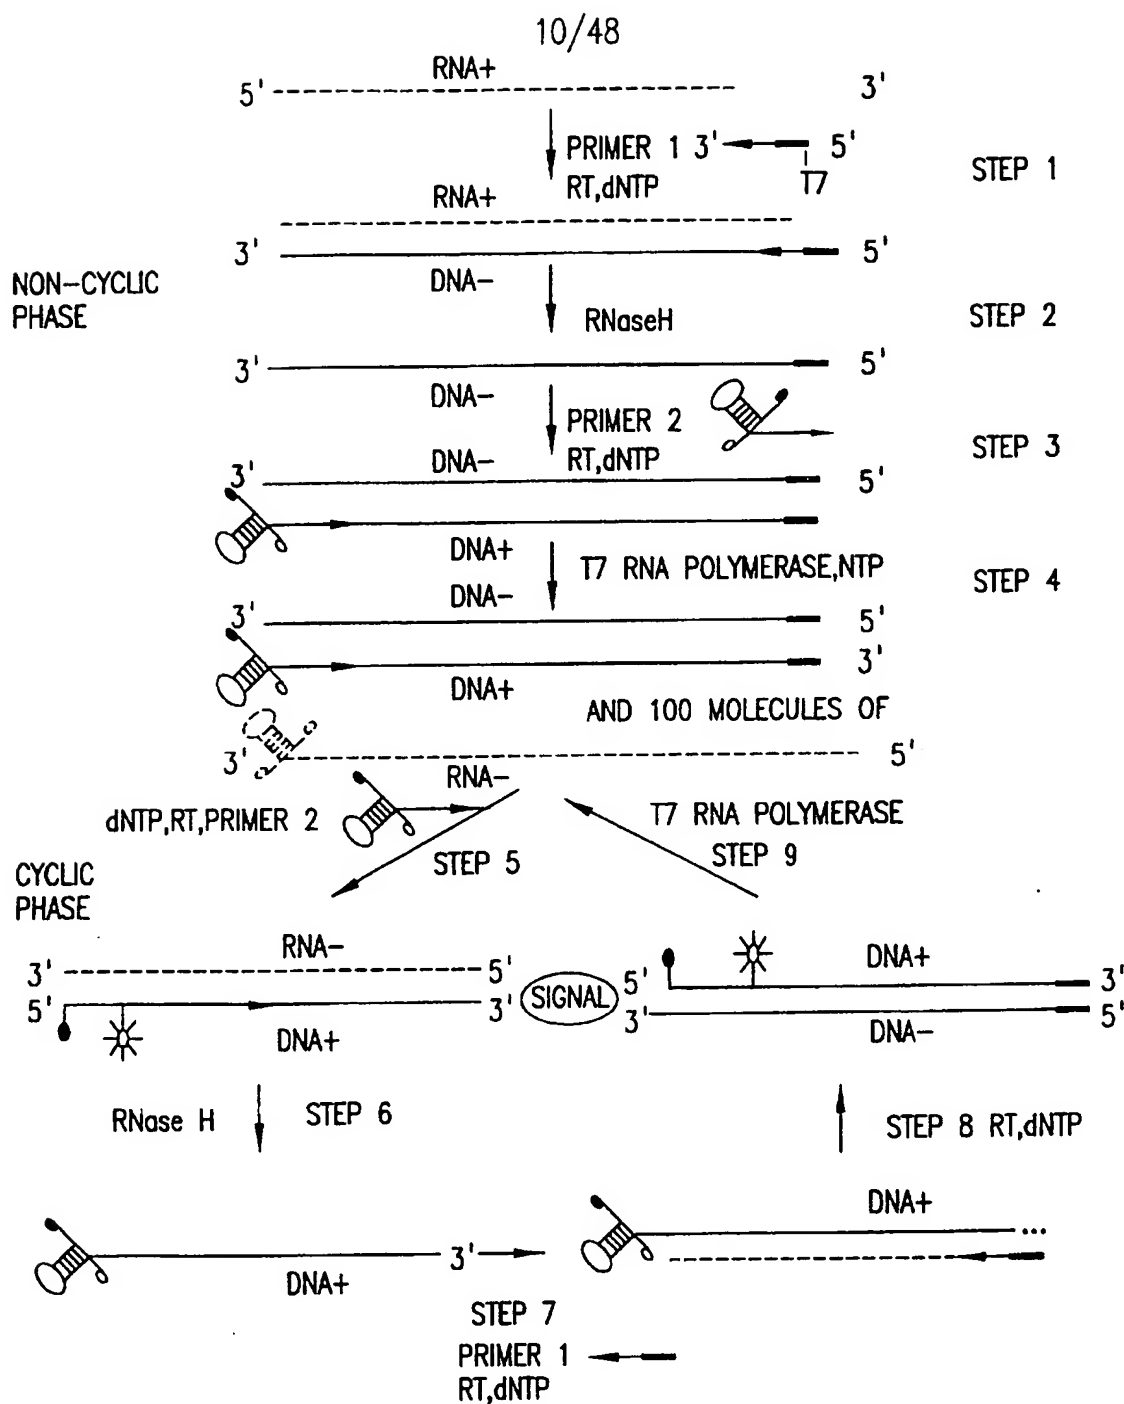 10/48
RNA+
5' 3'
PRIMER 1 3' 5'
T7
RT,dNTP
STEP 1
RNA+
3' 5'
DNA-
NON-CYCLIC
PHASE
RNaseH
STEP 2
3' 5'
DNA-
PRIMER 2
RT,dNTP
STEP 3
DNA-
3' 5'
DNA+
T7 RNA POLYMERASE,NTP
STEP 4
DNA-
3' 5'
3'
DNA+
AND 100 MOLECULES OF
3' 5'
RNA-
dNTP,RT,PRIMER 2
STEP 5
T7 RNA POLYMERASE
STEP 9
CYCLIC
PHASE
RNA-
3' 5'
5' 3'
DNA+
SIGNAL
DNA+
5' 3'
3' 5'
DNA-
RNase H
STEP 6
STEP 8 RT,dNTP
DNA+
3'
DNA+
...
STEP 7
PRIMER 1
RT,dNTP